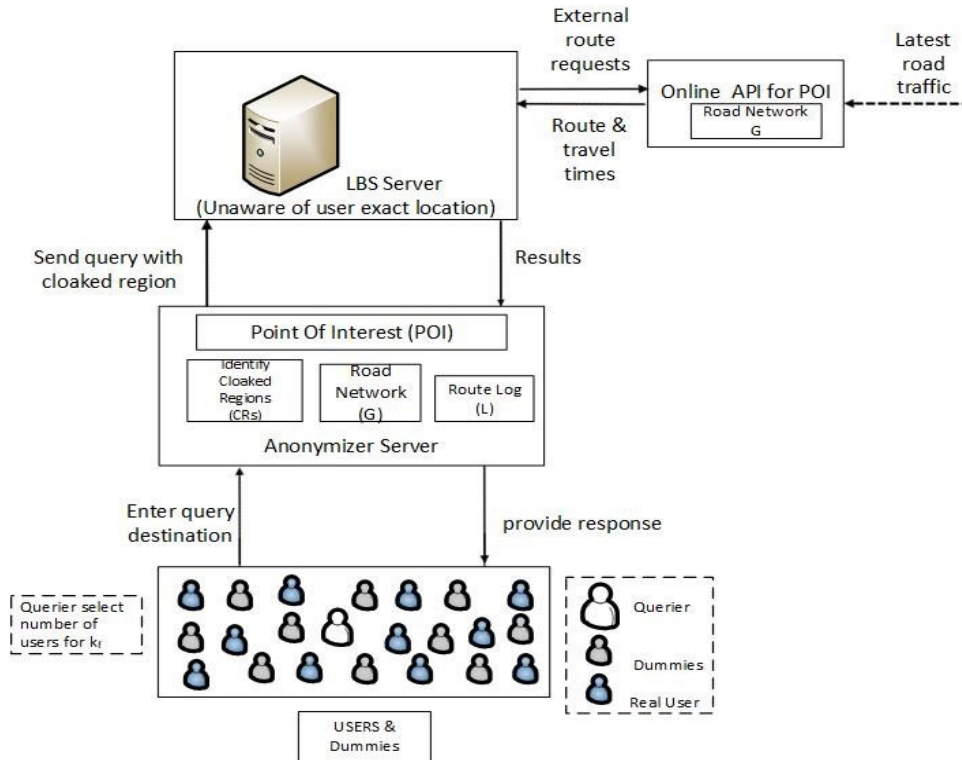 External
route
requests
Latest
road
traffic
Online API for POI
Road Network
G
Route &
travel
times
LBS Server
(Unaware of user exact location)
Send query with
cloaked region
Results
Point Of Interest (POI)
Identify
Cloaked
Regions
(CRs)
Road
Network
(G)
Route Log
(L)
Anonymizer Server
Enter query
destination
provide response
Querier select
number of
users for kf
Querier
Dummies
Real User
USERS &
Dummies